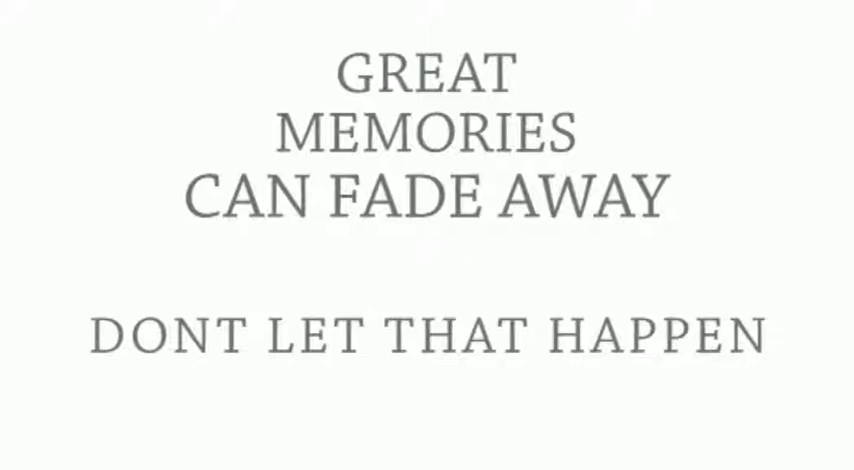 GREAT
MEMORIES
CAN FADE AWAY
DONT LET THAT HAPPEN